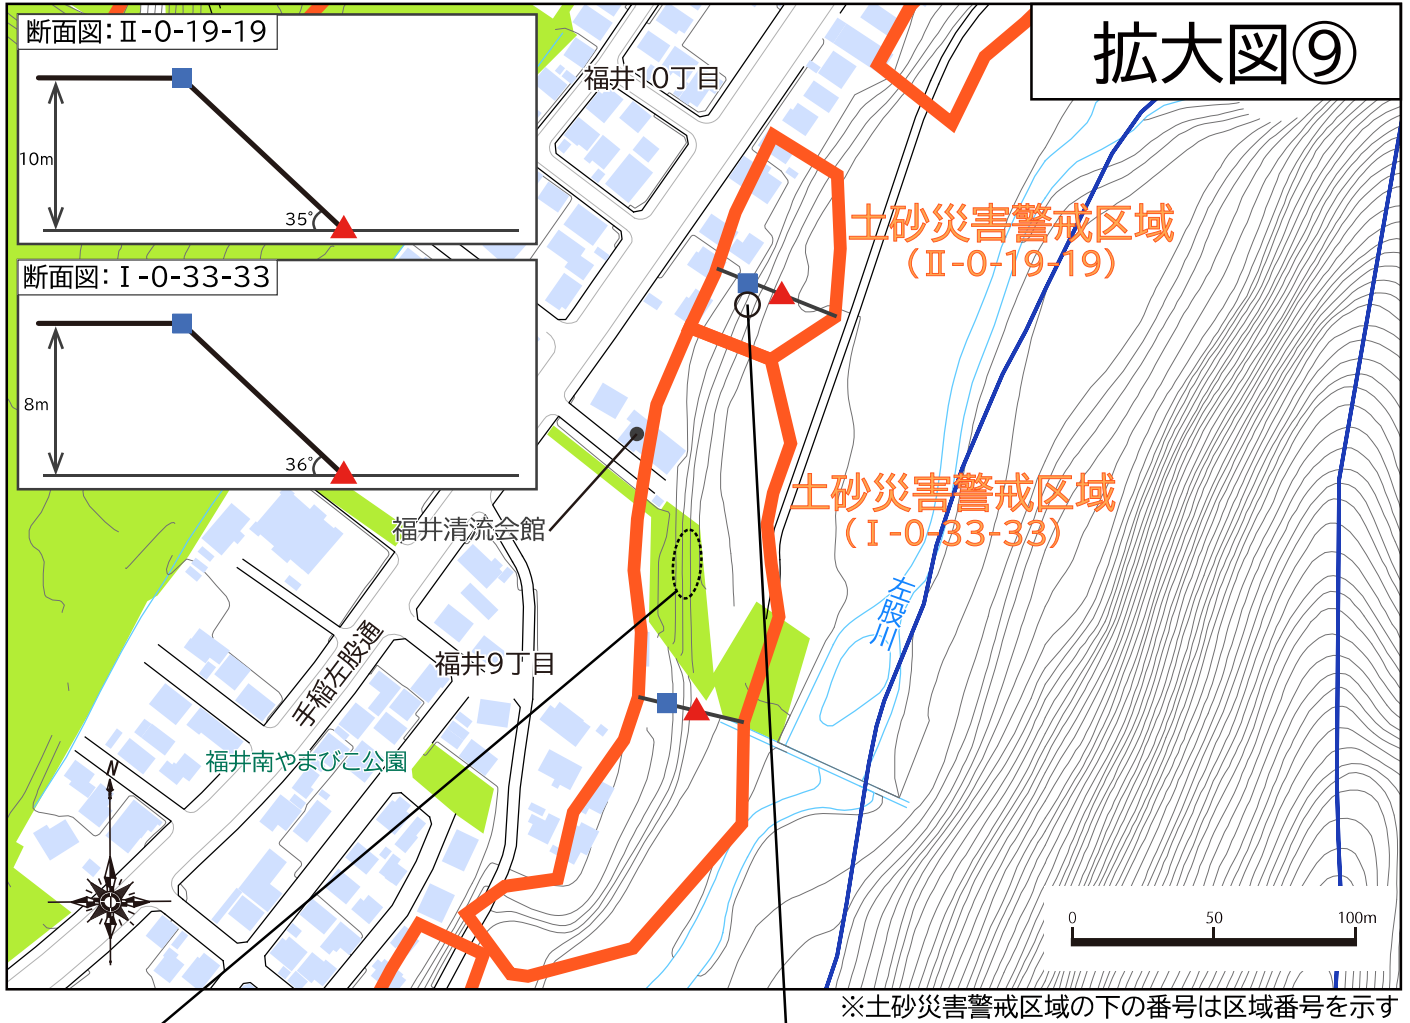 断面図：Ⅱ-0-19-19
10m
35°
断面図：Ⅰ-0-33-33
8m
36°
拡大図⑨
福井10丁目
土砂災害警戒区域
（Ⅱ-0-19-19）
土砂災害警戒区域
（Ⅰ-0-33-33）
福井清流会館
左股川
手稲左股通
福井9丁目
福井南やまびこ公園
N
0 50 100m
※土砂災害警戒区域の下の番号は区域番号を示す